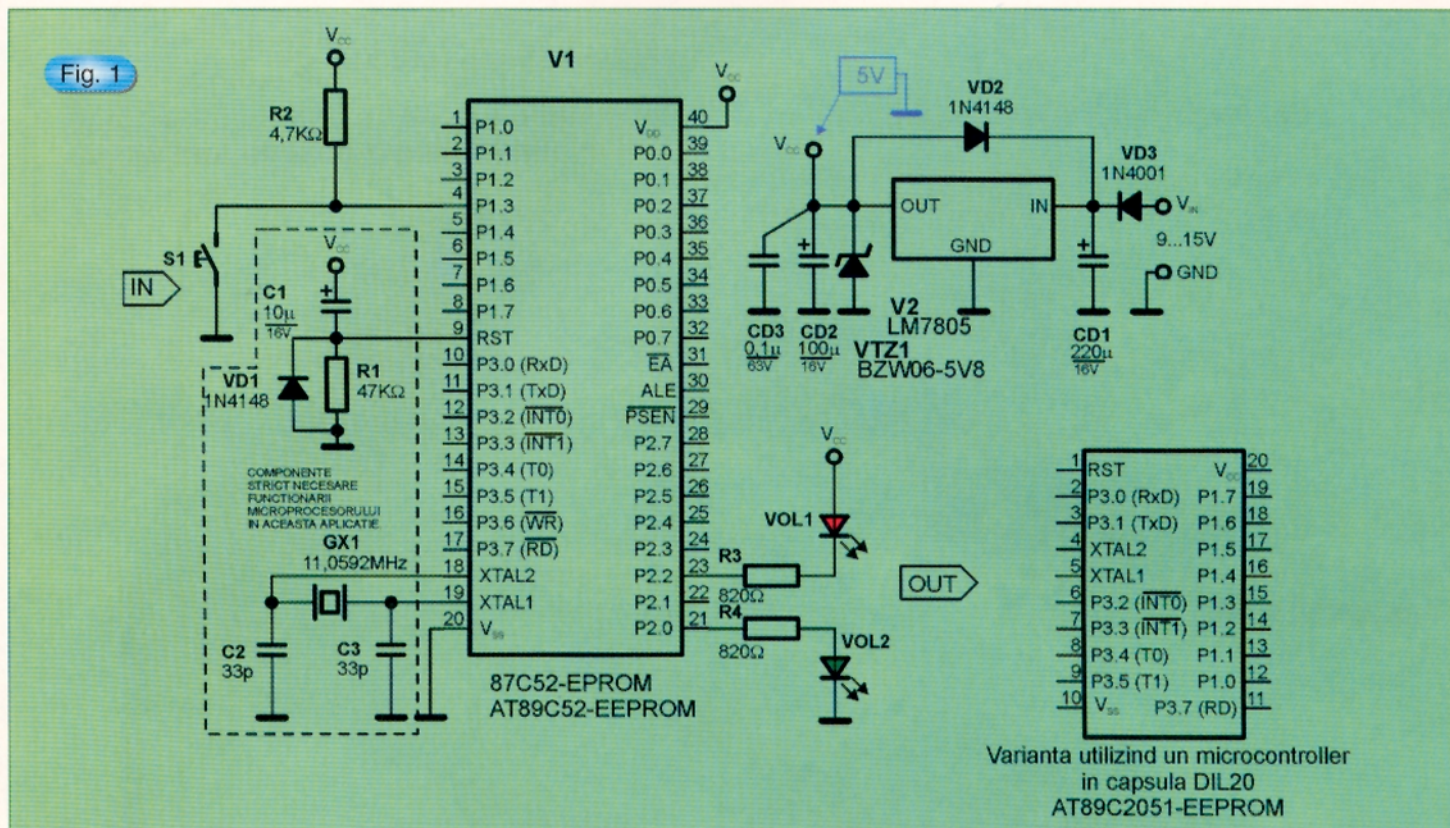 Fig. 1
V_CC
R2
4,7KΩ
S1
IN
V_CC
C1
10µ
16V
VD1
1N4148
R1
47KΩ
COMPONENTE
STRICT NECESARE
FUNCTIONARII
MICROPROCESORULUI
IN ACEASTA APLICATIE.
GX1
11,0592MHz
C2
33p
C3
33p
V1
1 P1.0
2 P1.1
3 P1.2
4 P1.3
5 P1.4
6 P1.5
7 P1.6
8 P1.7
9 RST
10 P3.0 (RxD)
11 P3.1 (TxD)
12 P3.2 (INT0)
13 P3.3 (INT1)
14 P3.4 (T0)
15 P3.5 (T1)
16 P3.6 (WR)
17 P3.7 (RD)
18 XTAL2
19 XTAL1
20 V_SS
V_DD 40
P0.0 39
P0.1 38
P0.2 37
P0.3 36
P0.4 35
P0.5 34
P0.6 33
P0.7 32
EA 31
ALE 30
PSEN 29
P2.7 28
P2.6 27
P2.5 26
P2.4 25
P2.3 24
P2.2 23
P2.1 22
P2.0 21
87C52-EPROM
AT89C52-EEPROM
V_CC
5V
V_CC
VD2
1N4148
VD3
1N4001
OUT IN
GND
V_IN
9...15V
GND
CD3
0,1µ
63V
CD2
100µ
16V
V2
LM7805
VTZ1
BZW06-5V8
CD1
220µ
16V
V_CC
VOL1
R3
820Ω
R4
820Ω
VOL2
OUT
1 RST
2 P3.0 (RxD)
3 P3.1 (TxD)
4 XTAL2
5 XTAL1
6 P3.2 (INT0)
7 P3.3 (INT1)
8 P3.4 (T0)
9 P3.5 (T1)
10 V_SS
V_CC 20
P1.7 19
P1.6 18
P1.5 17
P1.4 16
P1.3 15
P1.2 14
P1.1 13
P1.0 12
P3.7 (RD) 11
Varianta utilizind un microcontroller
in capsula DIL20
AT89C2051-EEPROM